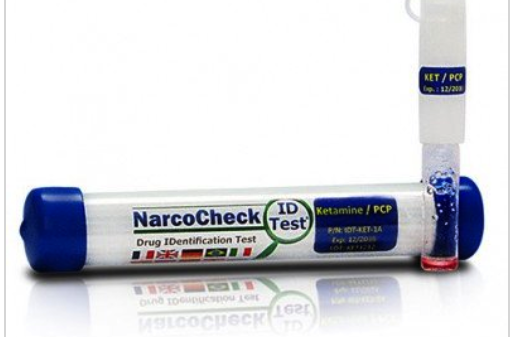 KET / PCP
NarcoCheck
ID
Test
Drug IDentification Test
Ketamine / PCP
P/N: IDT-KET-1A